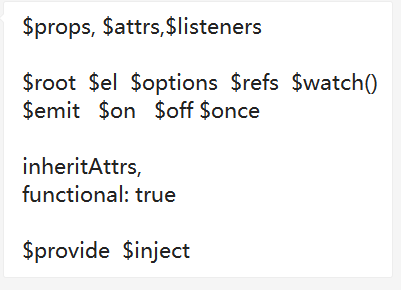 $props, $attrs,$listeners
$root $el $options $refs $watch()
$emit $on $off $once
inheritAttrs,
functional: true
$provide $inject